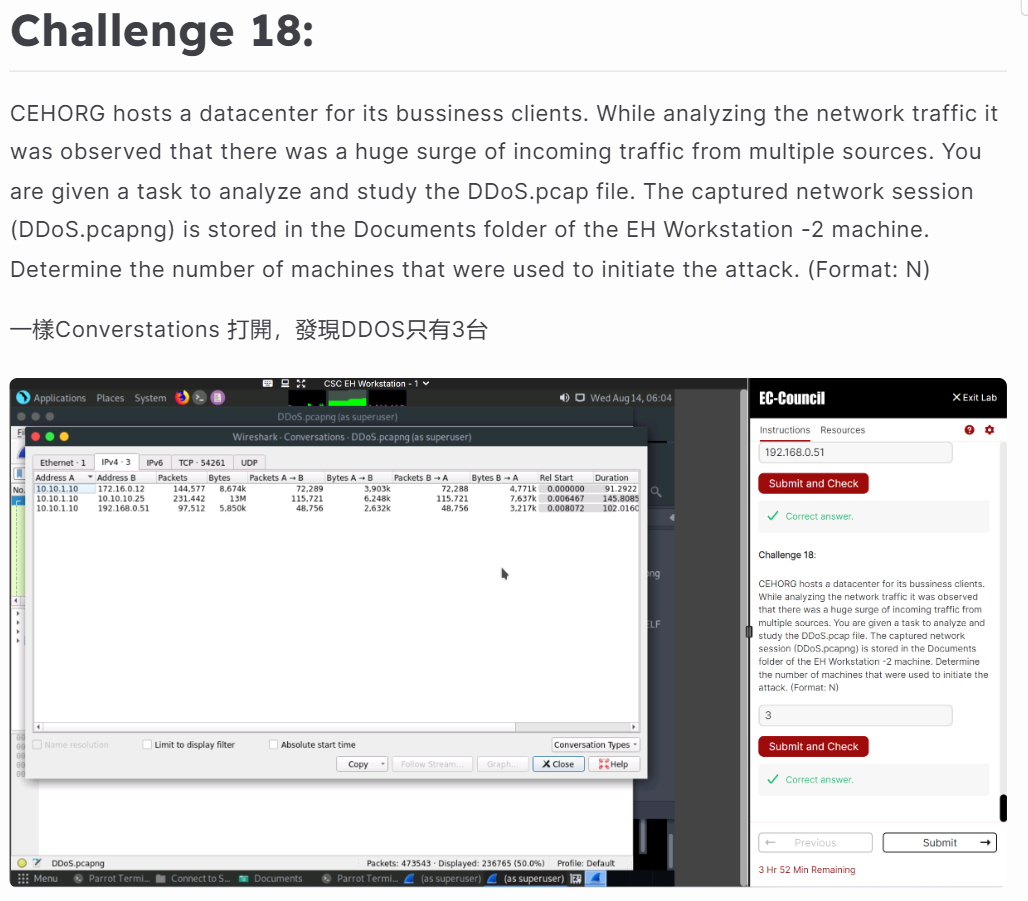 Challenge 18:
CEHORG hosts a datacenter for its bussiness clients. While analyzing the network traffic it
was observed that there was a huge surge of incoming traffic from multiple sources. You
are given a task to analyze and study the DDoS.pcap file. The captured network session
(DDoS.pcapng) is stored in the Documents folder of the EH Workstation -2 machine.
Determine the number of machines that were used to initiate the attack. (Format: N)
一樣Converstations 打開，發現DDOS只有3台
CSC EH Workstation - 1
Applications Places System
Wed Aug 14, 06:04
DDoS.pcapng (as superuser)
Wireshark · Conversations · DDoS.pcapng (as superuser)
Ethernet · 1 IPv4 · 3 IPv6 TCP · 54261 UDP
No.
Address A Address B Packets Bytes Packets A → B Bytes A → B Packets B → A Bytes B → A Rel Start Duration
10.10.1.10 172.16.0.12 144,577 8,674k 72,289 3,903k 72,288 4,771k 0.000000 91.2922
10.10.1.10 10.10.10.25 231,442 13M 115,721 6,248k 115,721 7,637k 0.006467 145.8085
10.10.1.10 192.168.0.51 97,512 5,850k 48,756 2,632k 48,756 3,217k 0.008072 102.0160
ong
ELF
Name resolution Limit to display filter Absolute start time Conversation Types
Copy Follow Stream... Graph... Close Help
DDoS.pcapng Packets: 473543 · Displayed: 236765 (50.0%) Profile: Default
Menu Parrot Termi... Connect to S... Documents Parrot Termi... (as superuser) (as superuser)
EC-Council
Exit Lab
Instructions Resources
192.168.0.51
Submit and Check
Correct answer.
Challenge 18:
CEHORG hosts a datacenter for its bussiness clients.
While analyzing the network traffic it was observed
that there was a huge surge of incoming traffic from
multiple sources. You are given a task to analyze and
study the DDoS.pcap file. The captured network
session (DDoS.pcapng) is stored in the Documents
folder of the EH Workstation -2 machine. Determine
the number of machines that were used to initiate the
attack. (Format: N)
3
Submit and Check
Correct answer.
← Previous Submit →
3 Hr 52 Min Remaining